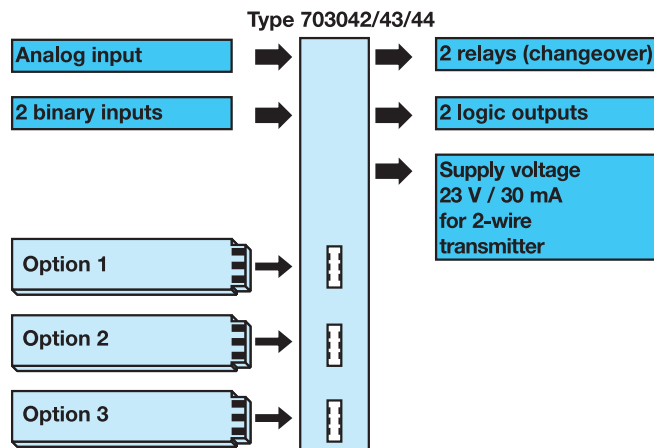 Type 703042/43/44
Analog input
2 relays (changeover)
2 binary inputs
2 logic outputs
Supply voltage
23 V / 30 mA
for 2-wire
transmitter
Option 1
Option 2
Option 3